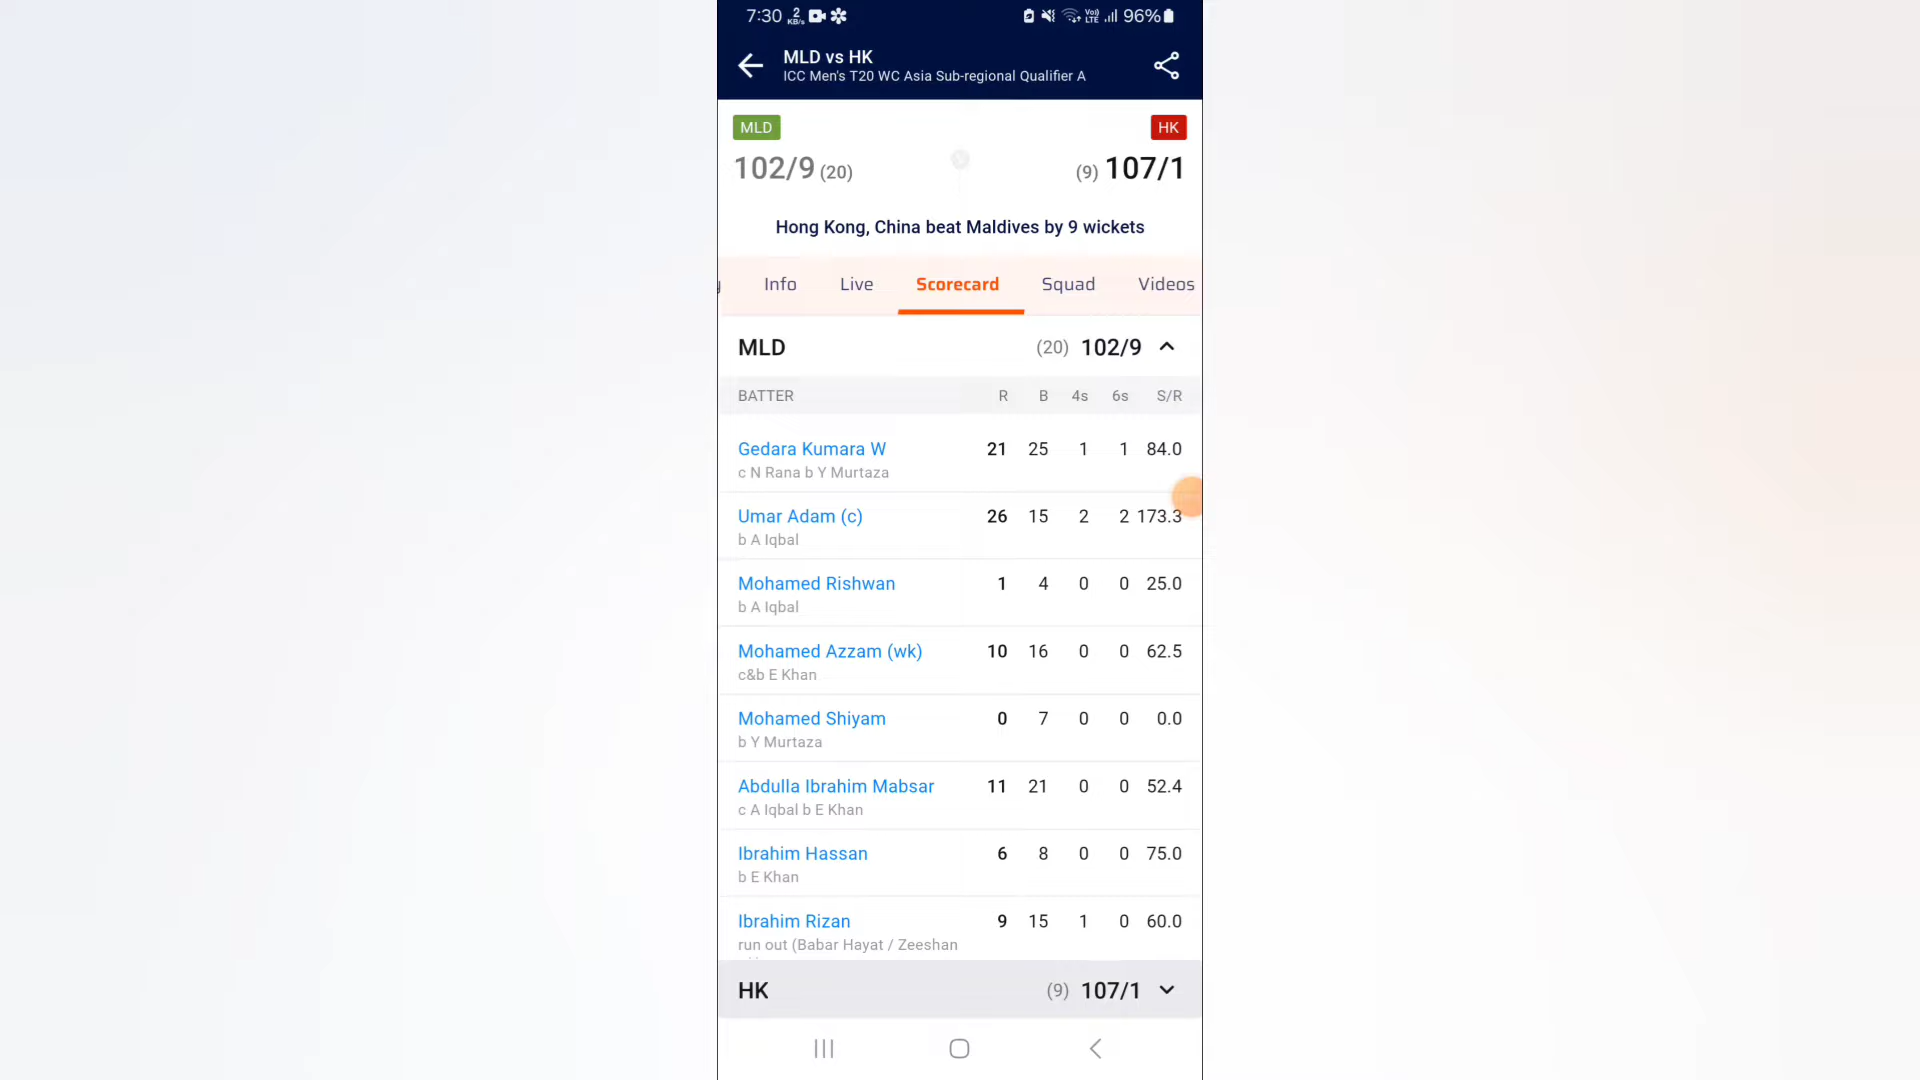 7:30 2 KB/s Vo) LTE 96%
MLD vs HK
ICC Men's T20 WC Asia Sub-regional Qualifier A
MLD HK
102/9 (20) (9) 107/1
Hong Kong, China beat Maldives by 9 wickets
Info Live Scorecard Squad Videos
MLD (20) 102/9
BATTER R B 4s 6s S/R
Gedara Kumara W 21 25 1 1 84.0
c N Rana b Y Murtaza
Umar Adam (c) 26 15 2 2 173.3
b A Iqbal
Mohamed Rishwan 1 4 0 0 25.0
b A Iqbal
Mohamed Azzam (wk) 10 16 0 0 62.5
c&b E Khan
Mohamed Shiyam 0 7 0 0 0.0
b Y Murtaza
Abdulla Ibrahim Mabsar 11 21 0 0 52.4
c A Iqbal b E Khan
Ibrahim Hassan 6 8 0 0 75.0
b E Khan
Ibrahim Rizan 9 15 1 0 60.0
run out (Babar Hayat / Zeeshan
HK (9) 107/1